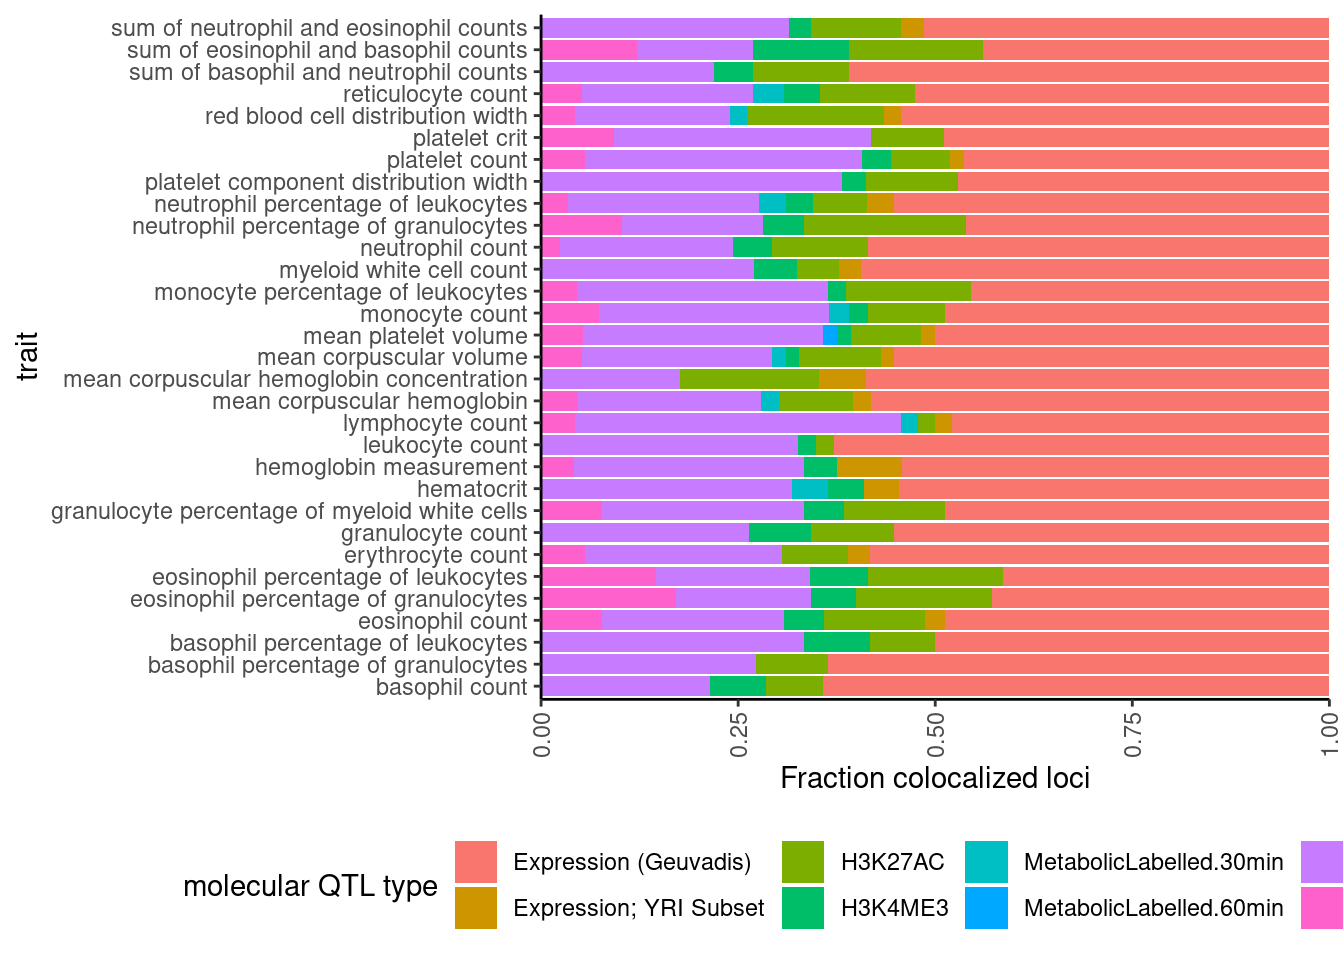 sum of neutrophil and eosinophil counts
sum of eosinophil and basophil counts
sum of basophil and neutrophil counts
reticulocyte count
red blood cell distribution width
platelet crit
platelet count
platelet component distribution width
neutrophil percentage of leukocytes
neutrophil percentage of granulocytes
neutrophil count
myeloid white cell count
monocyte percentage of leukocytes
monocyte count
mean platelet volume
mean corpuscular volume
mean corpuscular hemoglobin concentration
mean corpuscular hemoglobin
lymphocyte count
leukocyte count
hemoglobin measurement
hematocrit
granulocyte percentage of myeloid white cells
granulocyte count
erythrocyte count
eosinophil percentage of leukocytes
eosinophil percentage of granulocytes
eosinophil count
basophil percentage of leukocytes
basophil percentage of granulocytes
basophil count
trait
0.00 0.25 0.50 0.75 1.00
Fraction colocalized loci
molecular QTL type
Expression (Geuvadis) H3K27AC MetabolicLabelled.30min
Expression; YRI Subset H3K4ME3 MetabolicLabelled.60min